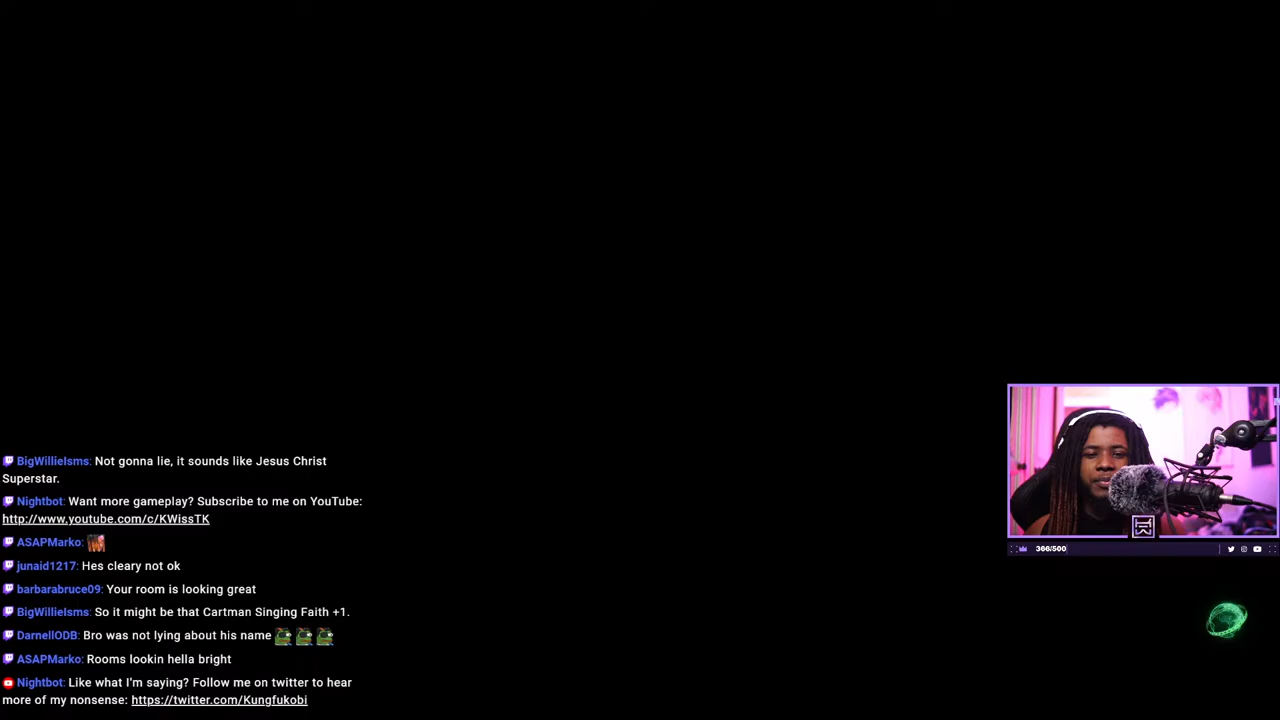 BigWillieIsms: Not gonna lie, it sounds like Jesus Christ
Superstar.
Nightbot: Want more gameplay? Subscribe to me on YouTube:
http://www.youtube.com/c/KWissTK
ASAPMarko:
junaid1217: Hes cleary not ok
barbarabruce09: Your room is looking great
BigWillieIsms: So it might be that Cartman Singing Faith +1.
DarnellODB: Bro was not lying about his name
ASAPMarko: Rooms lookin hella bright
Nightbot: Like what I'm saying? Follow me on twitter to hear
more of my nonsense: https://twitter.com/Kungfukobi
366/500